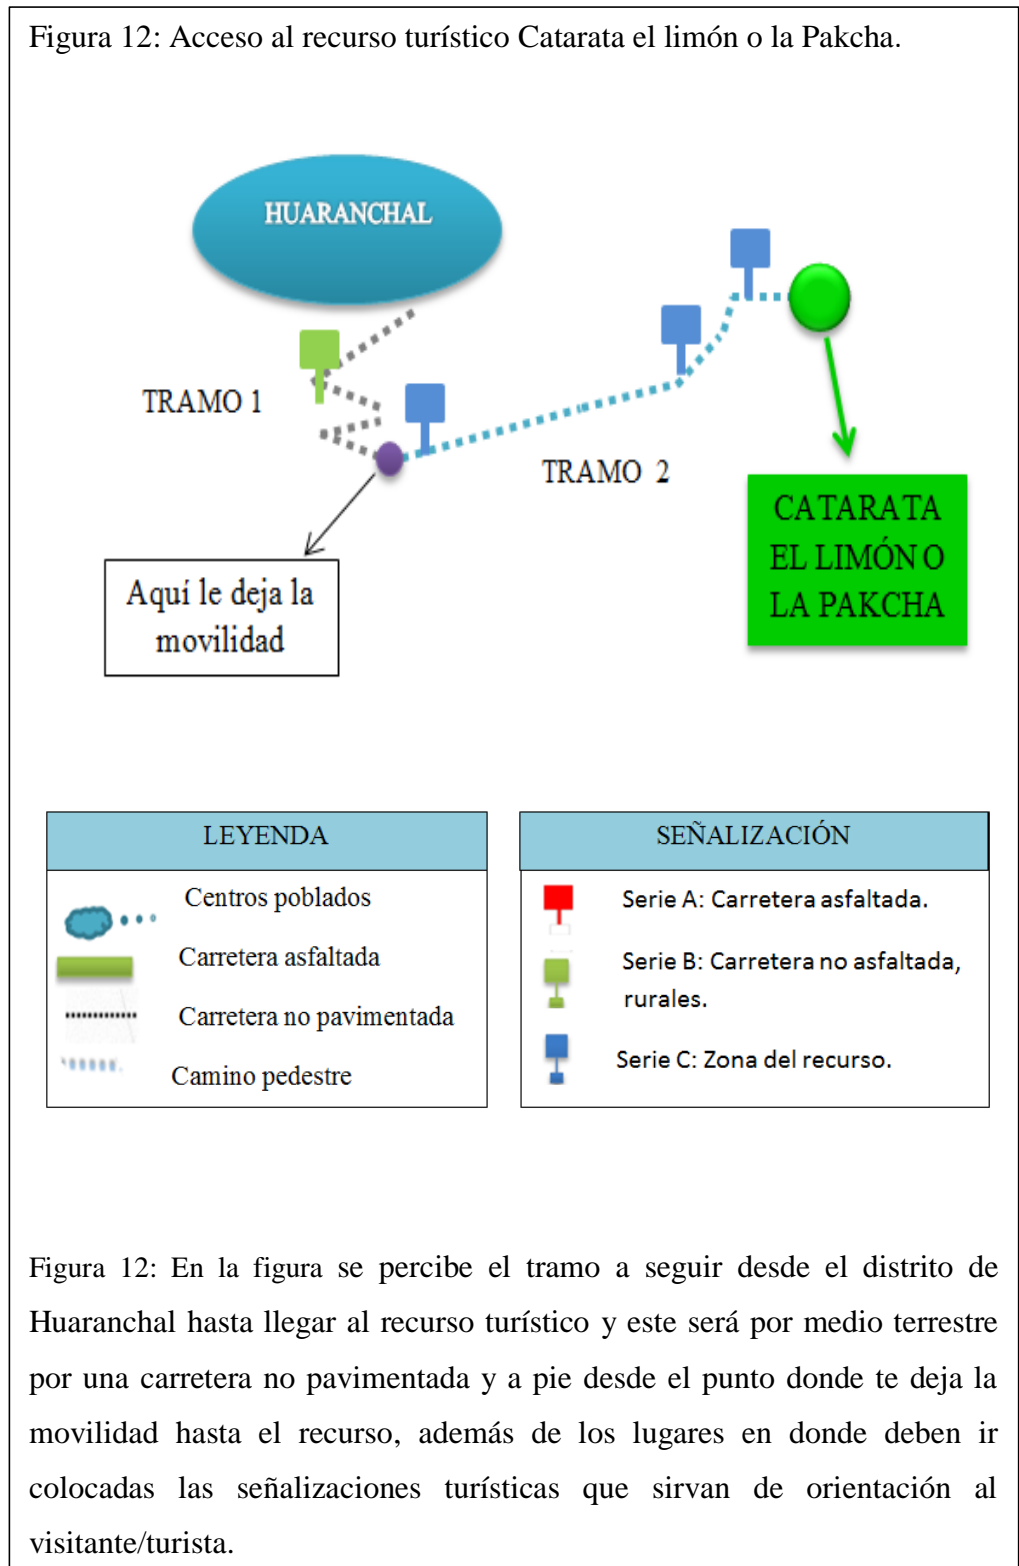 Figura 12: Acceso al recurso turístico Catarata el limón o la Pakcha.
HUARANCHAL
TRAMO 1
TRAMO 2
Aquí le deja la
movilidad
CATARATA
EL LIMÓN O
LA PAKCHA
LEYENDA
Centros poblados
Carretera asfaltada
Carretera no pavimentada
Camino pedestre
SEÑALIZACIÓN
Serie A: Carretera asfaltada.
Serie B: Carretera no asfaltada,
rurales.
Serie C: Zona del recurso.
Figura 12: En la figura se percibe el tramo a seguir desde el distrito de
Huaranchal hasta llegar al recurso turístico y este será por medio terrestre
por una carretera no pavimentada y a pie desde el punto donde te deja la
movilidad hasta el recurso, además de los lugares en donde deben ir
colocadas las señalizaciones turísticas que sirvan de orientación al
visitante/turista.